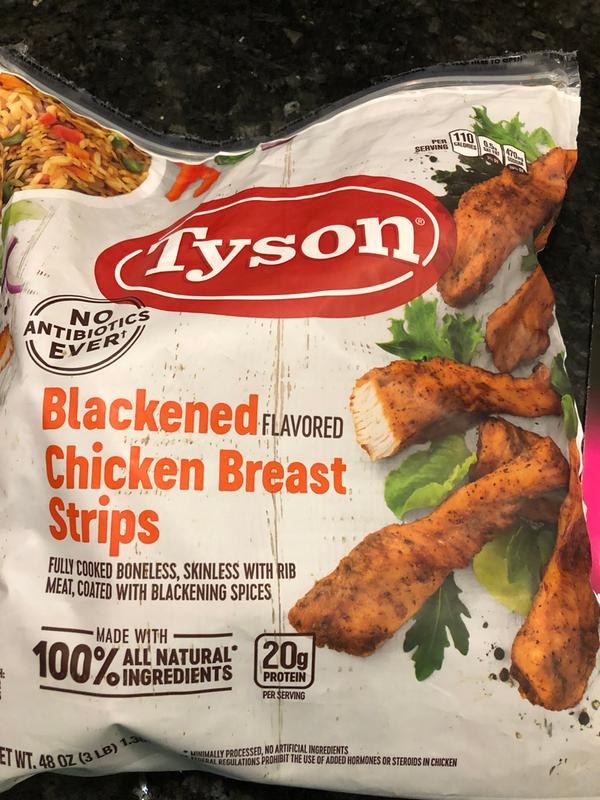 PER SERVING
110 CALORIES
Tyson®
NO
ANTIBIOTICS
EVER†
Blackened FLAVORED
Chicken Breast
Strips
FULLY COOKED BONELESS, SKINLESS WITH RIB
MEAT, COATED WITH BLACKENING SPICES
MADE WITH
100% ALL NATURAL*
INGREDIENTS
20g
PROTEIN
PER SERVING
ET WT. 48 OZ (3 LB)
* MINIMALLY PROCESSED, NO ARTIFICIAL INGREDIENTS
REGULATIONS PROHIBIT THE USE OF ADDED HORMONES OR STEROIDS IN CHICKEN